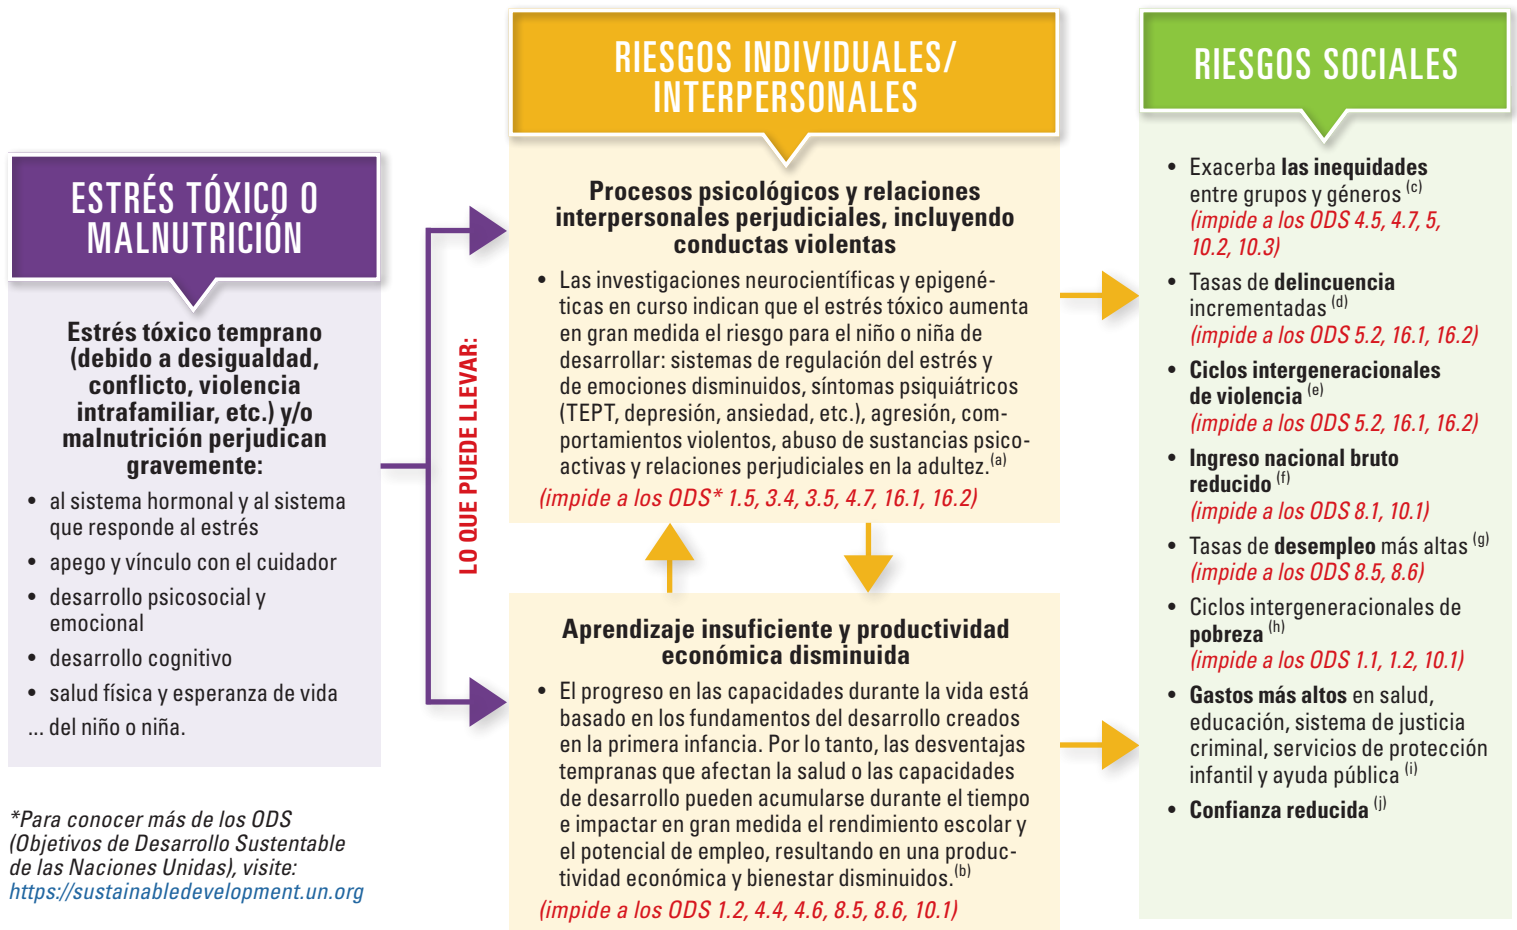 ESTRÉS TÓXICO O
MALNUTRICIÓN
Estrés tóxico temprano
(debido a desigualdad,
conflicto, violencia
intrafamiliar, etc.) y/o
malnutrición perjudican
gravemente:
• al sistema hormonal y al sistema
que responde al estrés
• apego y vínculo con el cuidador
• desarrollo psicosocial y
emocional
• desarrollo cognitivo
• salud física y esperanza de vida
... del niño o niña.
*Para conocer más de los ODS
(Objetivos de Desarrollo Sustentable
de las Naciones Unidas), visite:
https://sustainabledevelopment.un.org
LO QUE PUEDE LLEVAR:
RIESGOS INDIVIDUALES/
INTERPERSONALES
Procesos psicológicos y relaciones
interpersonales perjudiciales, incluyendo
conductas violentas
• Las investigaciones neurocientíficas y epigené-
ticas en curso indican que el estrés tóxico aumenta
en gran medida el riesgo para el niño o niña de
desarrollar: sistemas de regulación del estrés y
de emociones disminuidos, síntomas psiquiátricos
(TEPT, depresión, ansiedad, etc.), agresión, com-
portamientos violentos, abuso de sustancias psico-
activas y relaciones perjudiciales en la adultez.(a)
(impide a los ODS* 1.5, 3.4, 3.5, 4.7, 16.1, 16.2)
Aprendizaje insuficiente y productividad
económica disminuida
• El progreso en las capacidades durante la vida está
basado en los fundamentos del desarrollo creados
en la primera infancia. Por lo tanto, las desventajas
tempranas que afectan la salud o las capacidades
de desarrollo pueden acumularse durante el tiempo
e impactar en gran medida el rendimiento escolar y
el potencial de empleo, resultando en una produc-
tividad económica y bienestar disminuidos.(b)
(impide a los ODS 1.2, 4.4, 4.6, 8.5, 8.6, 10.1)
RIESGOS SOCIALES
• Exacerba las inequidades
entre grupos y géneros (c)
(impide a los ODS 4.5, 4.7, 5,
10.2, 10.3)
• Tasas de delincuencia
incrementadas (d)
(impide a los ODS 5.2, 16.1, 16.2)
• Ciclos intergeneracionales
de violencia (e)
(impide a los ODS 5.2, 16.1, 16.2)
• Ingreso nacional bruto
reducido (f)
(impide a los ODS 8.1, 10.1)
• Tasas de desempleo más altas (g)
(impide a los ODS 8.5, 8.6)
• Ciclos intergeneracionales de
pobreza (h)
(impide a los ODS 1.1, 1.2, 10.1)
• Gastos más altos en salud,
educación, sistema de justicia
criminal, servicios de protección
infantil y ayuda pública (i)
• Confianza reducida (j)